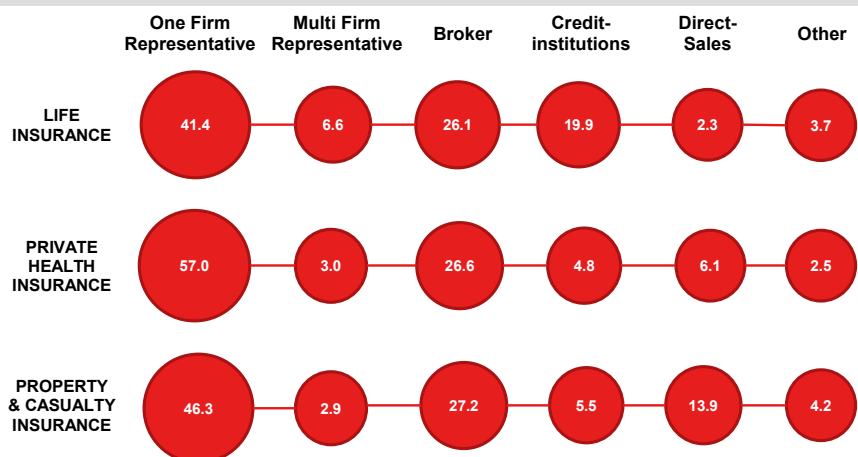 One Firm
Representative
Multi Firm
Representative
Broker
Credit-
institutions
Direct-
Sales
Other
LIFE
INSURANCE
41.4
6.6
26.1
19.9
2.3
3.7
PRIVATE
HEALTH
INSURANCE
57.0
3.0
26.6
4.8
6.1
2.5
PROPERTY
& CASUALTY
INSURANCE
46.3
2.9
27.2
5.5
13.9
4.2